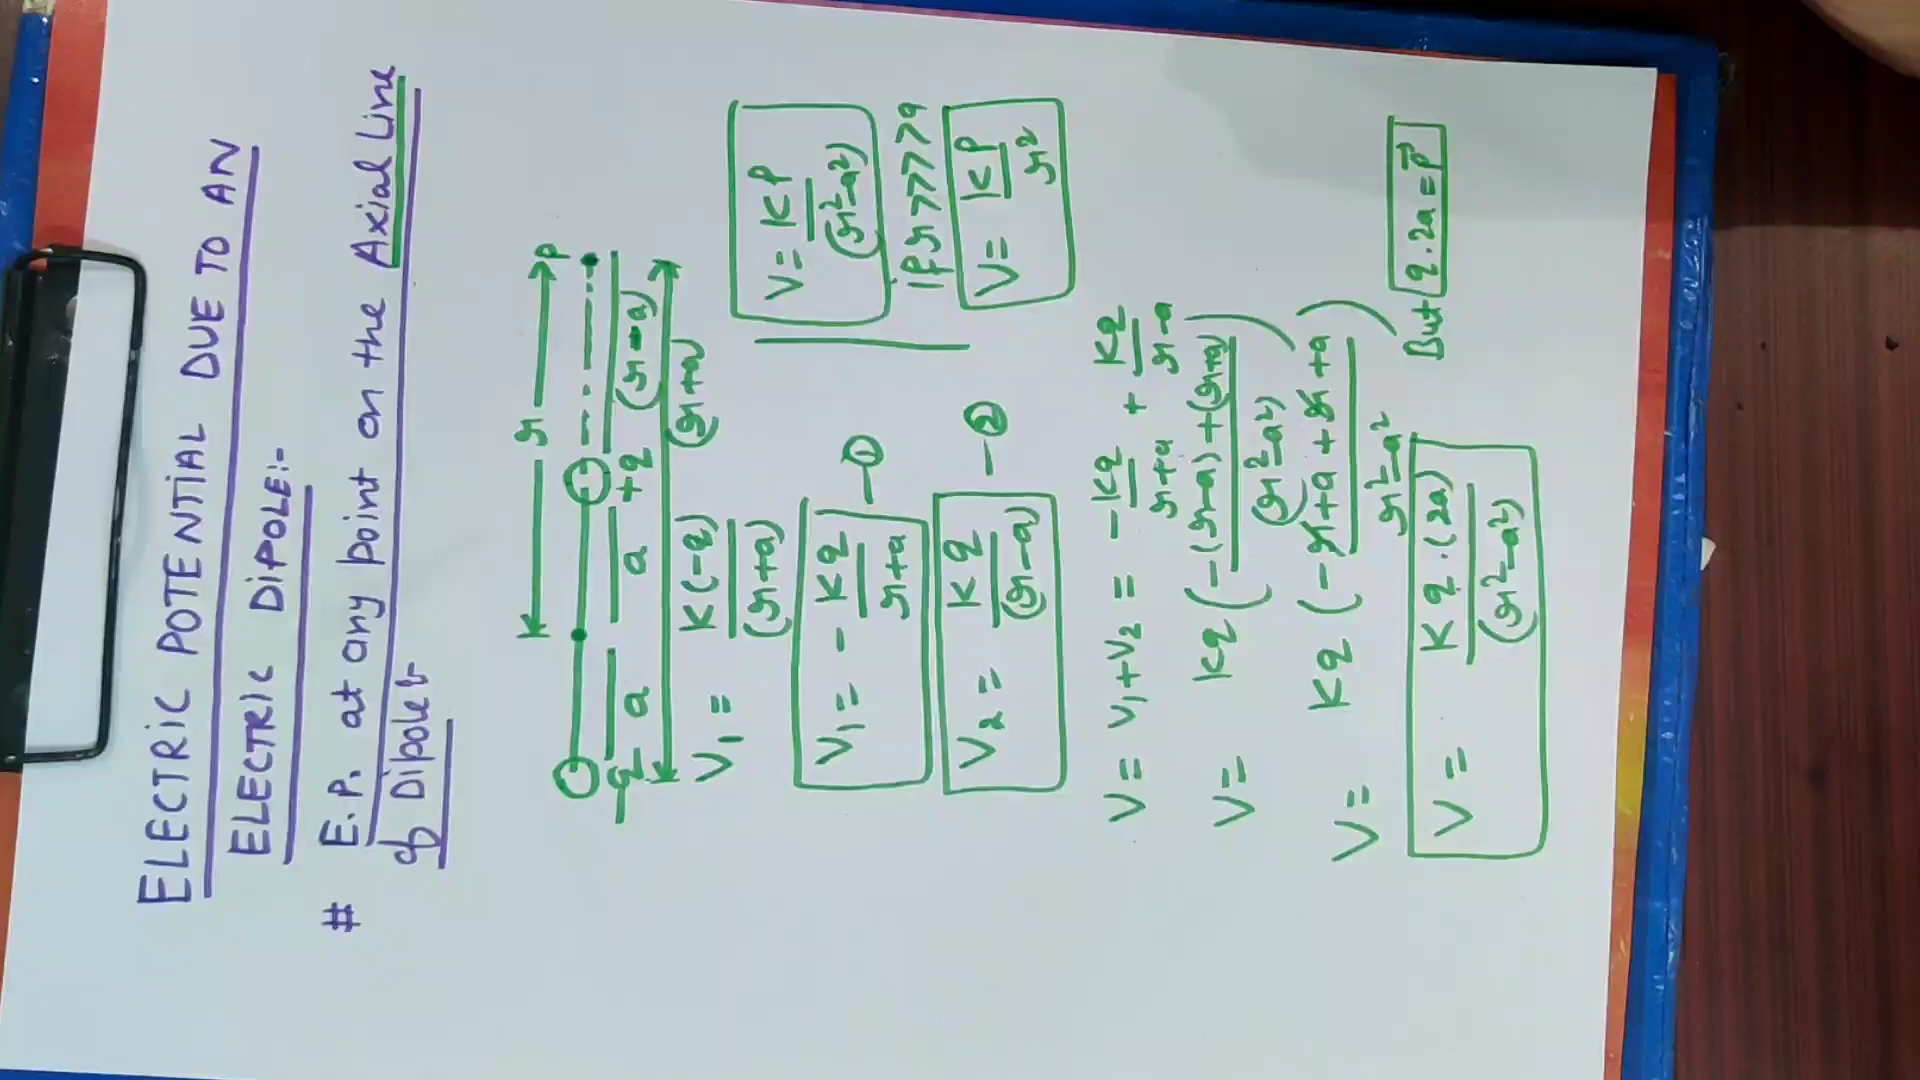 ELECTRIC POTENTIAL DUE TO AN
ELECTRIC DIPOLE:-
# E.P. at any point on the Axial Line
of Dipole
r
P
-q a a +q (r-a)
(r+a)
V₁ = K(-q)/(r+a)
V₁ = - Kq/r+a -①
V₂ = Kq/(r-a) -②
V = Kp/(r²-a²)
If r >>>> a
V = Kp/r²
V = V₁+V₂ = -Kq/r+a + Kq/r-a
V = Kq (-(r-a)+(r+a)/(r²-a²))
V = Kq (-r+a+r+a/r²-a²)
V = Kq.(2a)/(r²-a²)
But q.2a = p⃗